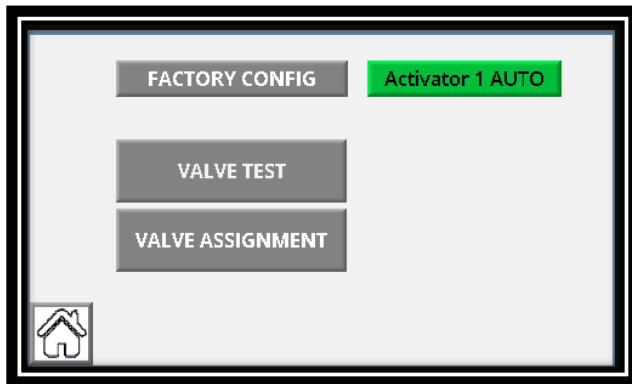 FACTORY CONFIG
Activator 1 AUTO
VALVE TEST
VALVE ASSIGNMENT